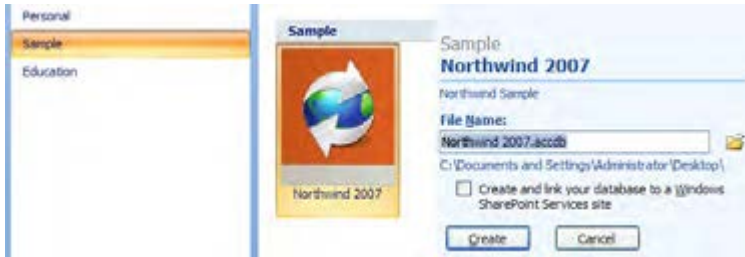 Personal
Sample
Education
Sample
Northwind 2007
Sample
Northwind 2007
Northwind Sample
File Name:
Northwind 2007.accdb
C:\Documents and Settings\Administrator\Desktop\
Create and link your database to a Windows
SharePoint Services site
Create
Cancel